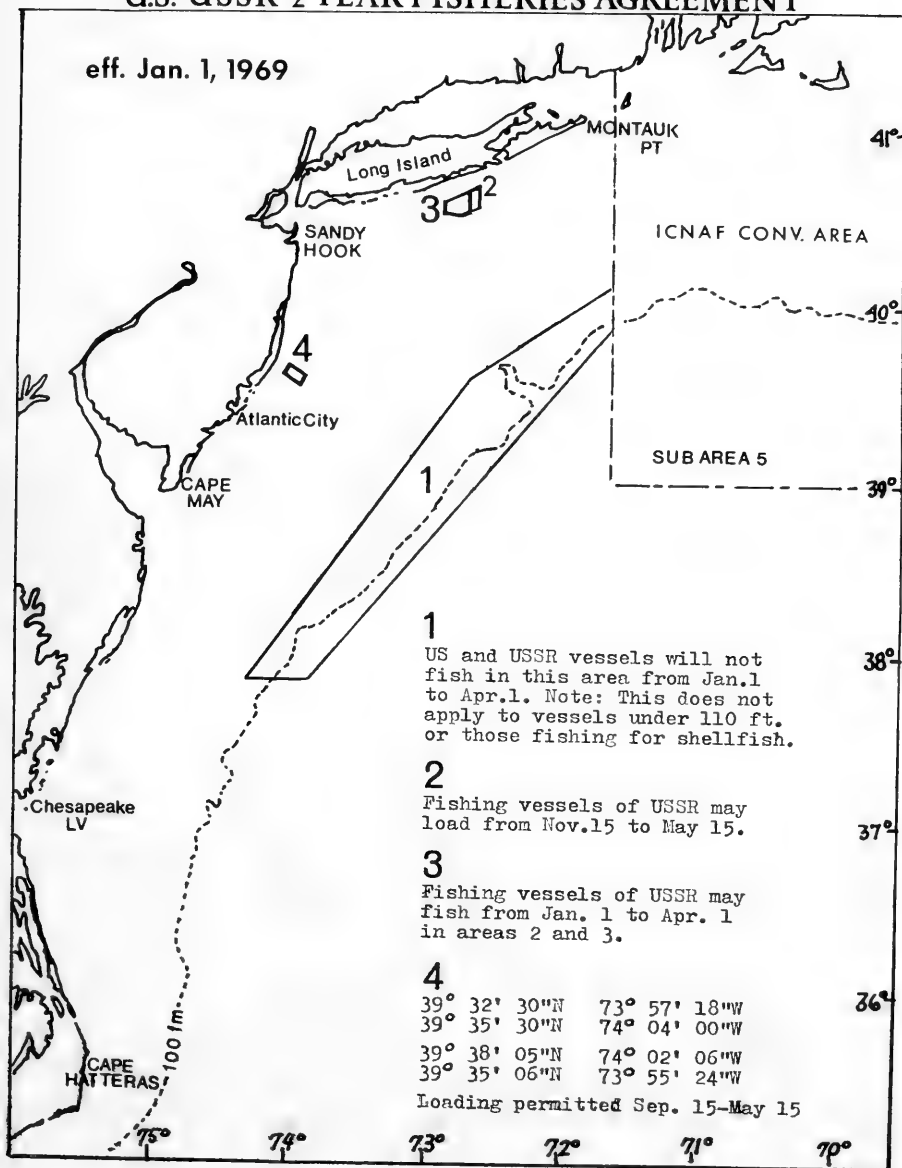 U.S.-USSR 2 YEAR FISHERIES AGREEMENT
eff. Jan. 1, 1969
MONTAUK
PT
41°
Long Island
3
2
SANDY
HOOK
ICNAF CONV. AREA
40°
4
Atlantic City
SUB AREA 5
1
CAPE
MAY
39°
1
US and USSR vessels will not
fish in this area from Jan.1
to Apr.1. Note: This does not
apply to vessels under 110 ft.
or those fishing for shellfish.
38°
2
Fishing vessels of USSR may
load from Nov.15 to May 15.
Chesapeake
LV
37°
3
Fishing vessels of USSR may
fish from Jan. 1 to Apr. 1
in areas 2 and 3.
4
39° 32' 30"N 73° 57' 18"W
39° 35' 30"N 74° 04' 00"W
39° 38' 05"N 74° 02' 06"W
39° 35' 06"N 73° 55' 24"W
Loading permitted Sep. 15-May 15
36°
100 fm
CAPE
HATTERAS
75° 74° 73° 72° 71° 70°